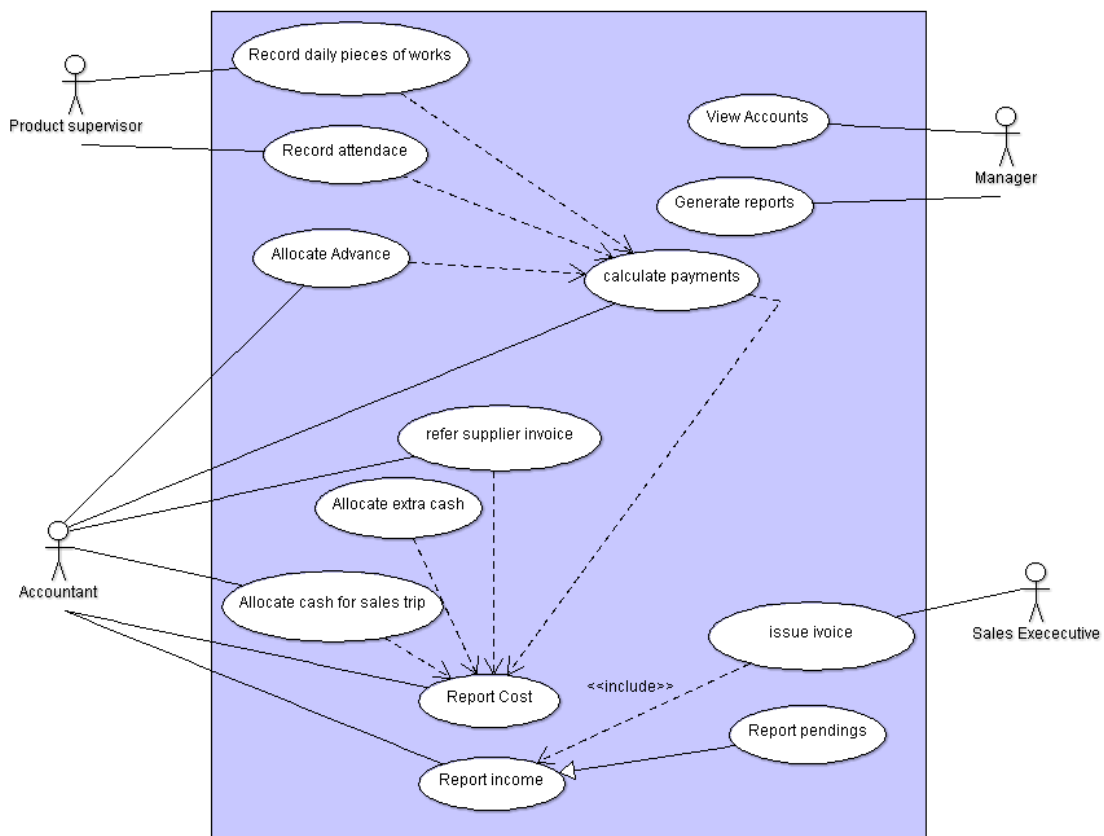 Record daily pieces of works
Product supervisor
View Accounts
Record attendace
Manager
Generate reports
Allocate Advance
calculate payments
refer supplier invoice
Allocate extra cash
Accountant
Allocate cash for sales trip
issue ivoice
Sales Exececutive
<<include>>
Report Cost
Report pendings
Report income